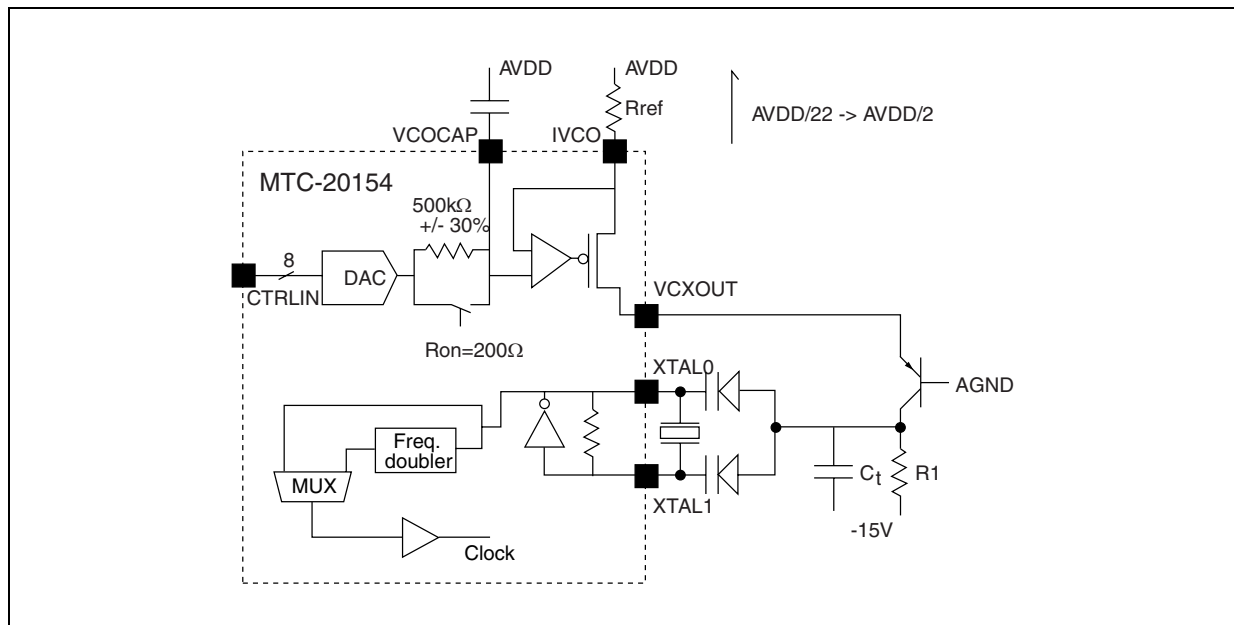 AVDD
AVDD
Rref
AVDD/22 -> AVDD/2
VCOCAP
IVCO
MTC-20154
500kΩ
+/- 30%
8
DAC
CTRLIN
VCXOUT
Ron=200Ω
XTAL0
AGND
Freq.
doubler
MUX
Ct
R1
XTAL1
-15V
Clock